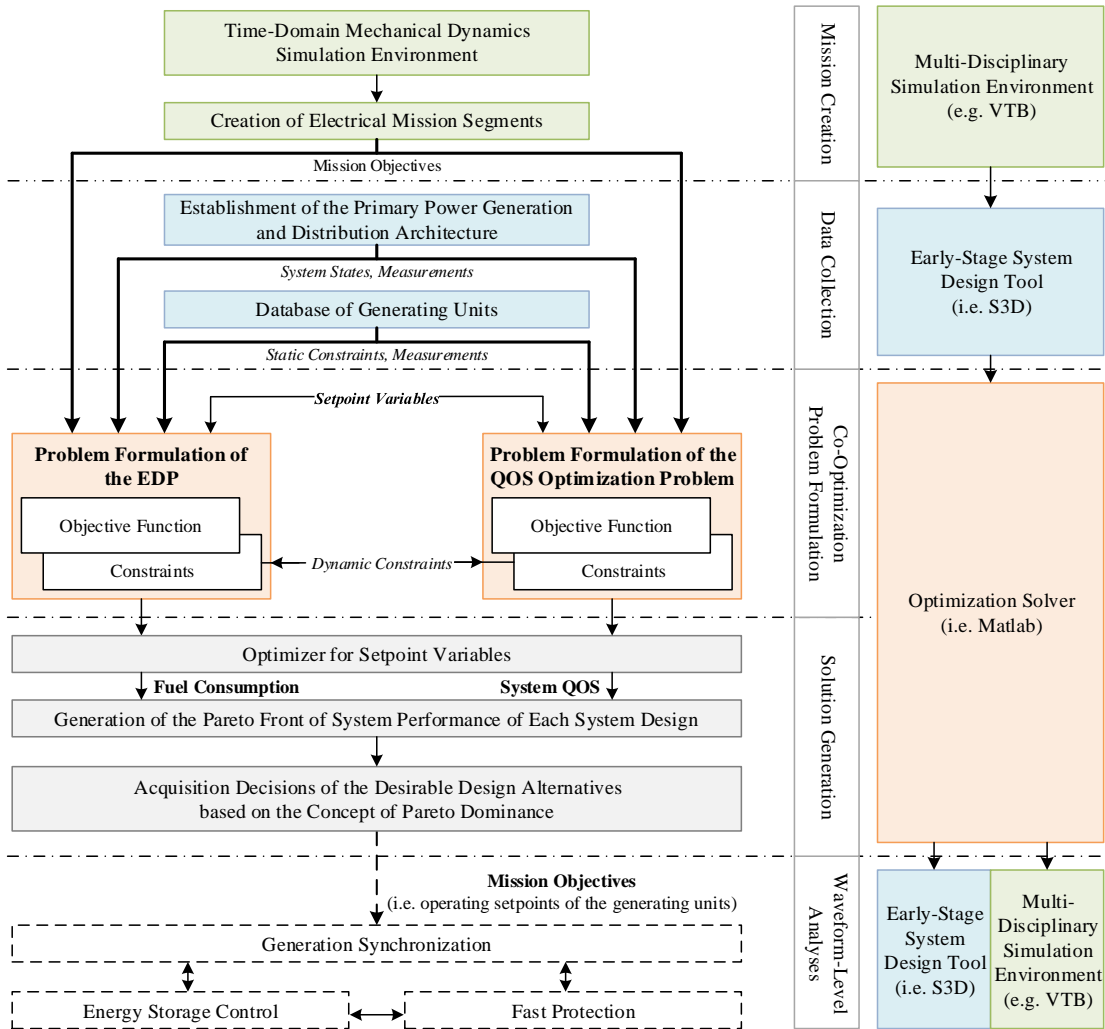 Time-Domain Mechanical Dynamics
Simulation Environment
Creation of Electrical Mission Segments
Mission Objectives
Establishment of the Primary Power Generation
and Distribution Architecture
System States, Measurements
Database of Generating Units
Static Constraints, Measurements
Setpoint Variables
Problem Formulation of
the EDP
Objective Function
Constraints
Problem Formulation of the
QOS Optimization Problem
Objective Function
Constraints
Dynamic Constraints
Optimizer for Setpoint Variables
Fuel Consumption
System QOS
Generation of the Pareto Front of System Performance of Each System Design
Acquisition Decisions of the Desirable Design Alternatives
based on the Concept of Pareto Dominance
Mission Objectives
(i.e. operating setpoints of the generating units)
Generation Synchronization
Energy Storage Control
Fast Protection
Mission Creation
Data Collection
Co-Optimization
Problem Formulation
Solution Generation
Waveform-Level
Analyses
Multi-Disciplinary
Simulation Environment
(e.g. VTB)
Early-Stage System
Design Tool
(i.e. S3D)
Optimization Solver
(i.e. Matlab)
Early-Stage
System
Design Tool
(i.e. S3D)
Multi-
Disciplinary
Simulation
Environment
(e.g. VTB)